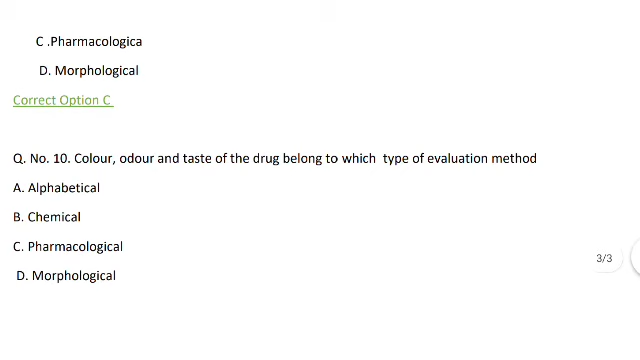 C .Pharmacologica
D. Morphological
Correct Option C
Q. No. 10. Colour, odour and taste of the drug belong to which type of evaluation method
A. Alphabetical
B. Chemical
C. Pharmacological
3/3
D. Morphological